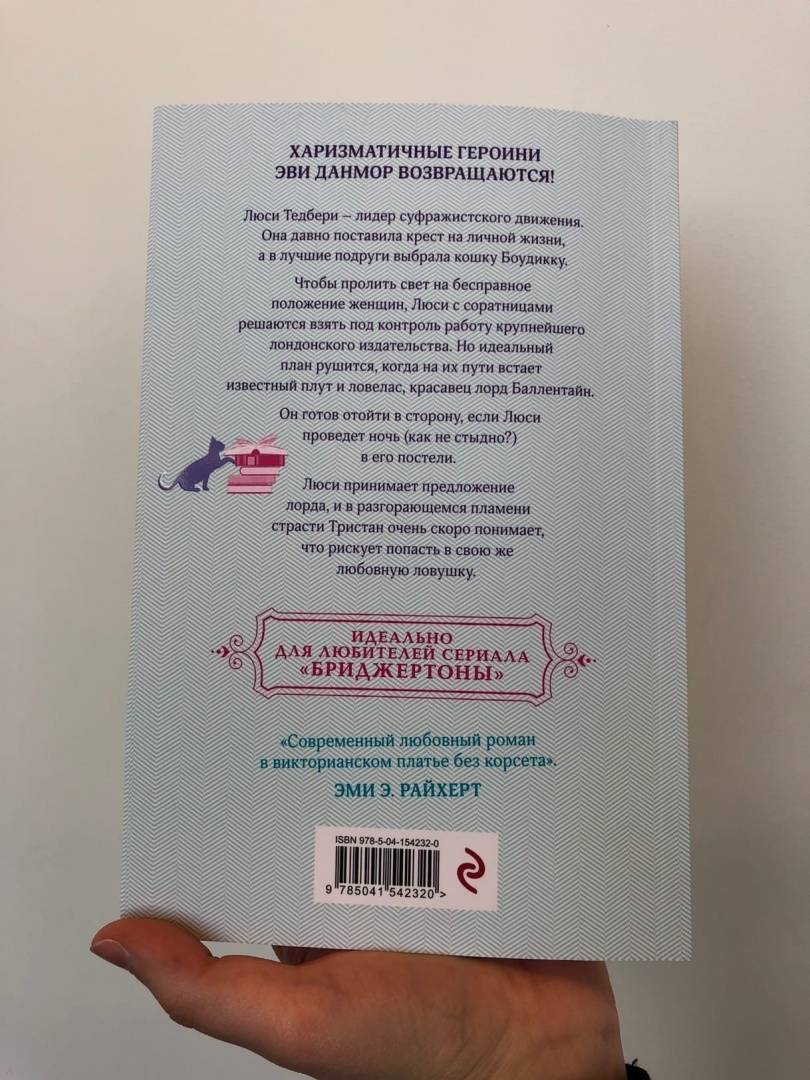 ХАРИЗМАТИЧНЫЕ ГЕРОИНИ
ЭВИ ДАНМОР ВОЗВРАЩАЮТСЯ!
Люси Тедбери – лидер суфражистского движения.
Она давно поставила крест на личной жизни,
а в лучшие подруги выбрала кошку Боудикку.
Чтобы пролить свет на бесправное
положение женщин, Люси с соратницами
решаются взять под контроль работу крупнейшего
лондонского издательства. Но идеальный
план рушится, когда на их пути встает
известный плут и ловелас, красавец лорд Баллентайн.
Он готов отойти в сторону, если Люси
проведет ночь (как не стыдно?)
в его постели.
Люси принимает предложение
лорда, и в разгорающемся пламени
страсти Тристан очень скоро понимает,
что рискует попасть в свою же
любовную ловушку.
ИДЕАЛЬНО
ДЛЯ ЛЮБИТЕЛЕЙ СЕРИАЛА
«БРИДЖЕРТОНЫ»
«Современный любовный роман
в викторианском платье без корсета».
ЭМИ Э. РАЙХЕРТ
ISBN 978-5-04-154232-0
9 785041 542320 >